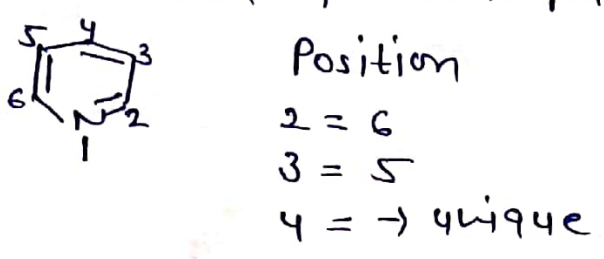 4
5 3
Position
6 N 2
1
2 = 6
3 = 5
4 = → unique